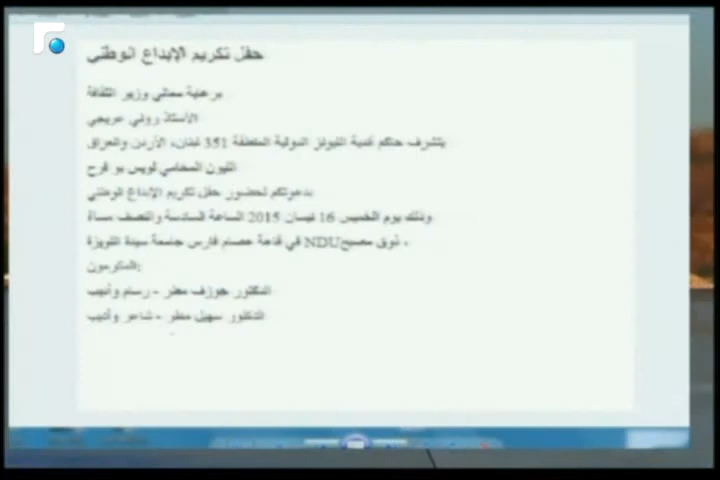 حفل تكريم الإبداع الوطني
برعاية معالي وزير الثقافة
الأستاذ روني عريجي
يتشرف حاكم أندية الليونز الدولية المنطقة 351 لبنان، الأردن والعراق
الليون المحامي لويس بو فرح
بدعوتكم لحضور حفل تكريم الإبداع الوطني
وذلك يوم الخميس 16 نيسان 2015 الساعة السادسة والنصف مساءً
في قاعة عصام فارس جامعة سيدة اللويزة NDU ذوق مصبح ،
المكرمون:
الدكتور جوزف مطر - رسام وأديب
الدكتور سهيل مطر - شاعر وأديب